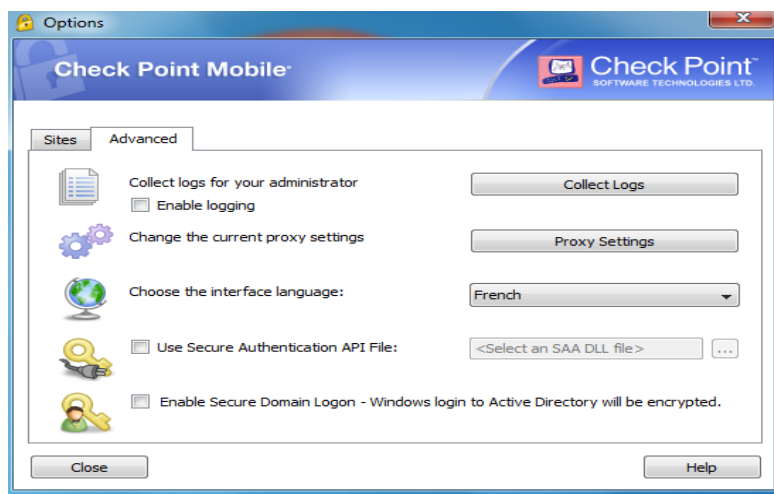 Options
Check Point Mobile
Check Point™
SOFTWARE TECHNOLOGIES LTD.
Sites
Advanced
Collect logs for your administrator
Collect Logs
Enable logging
Change the current proxy settings
Proxy Settings
Choose the interface language:
French
Use Secure Authentication API File:
<Select an SAA DLL file>
...
Enable Secure Domain Logon - Windows login to Active Directory will be encrypted.
Close
Help